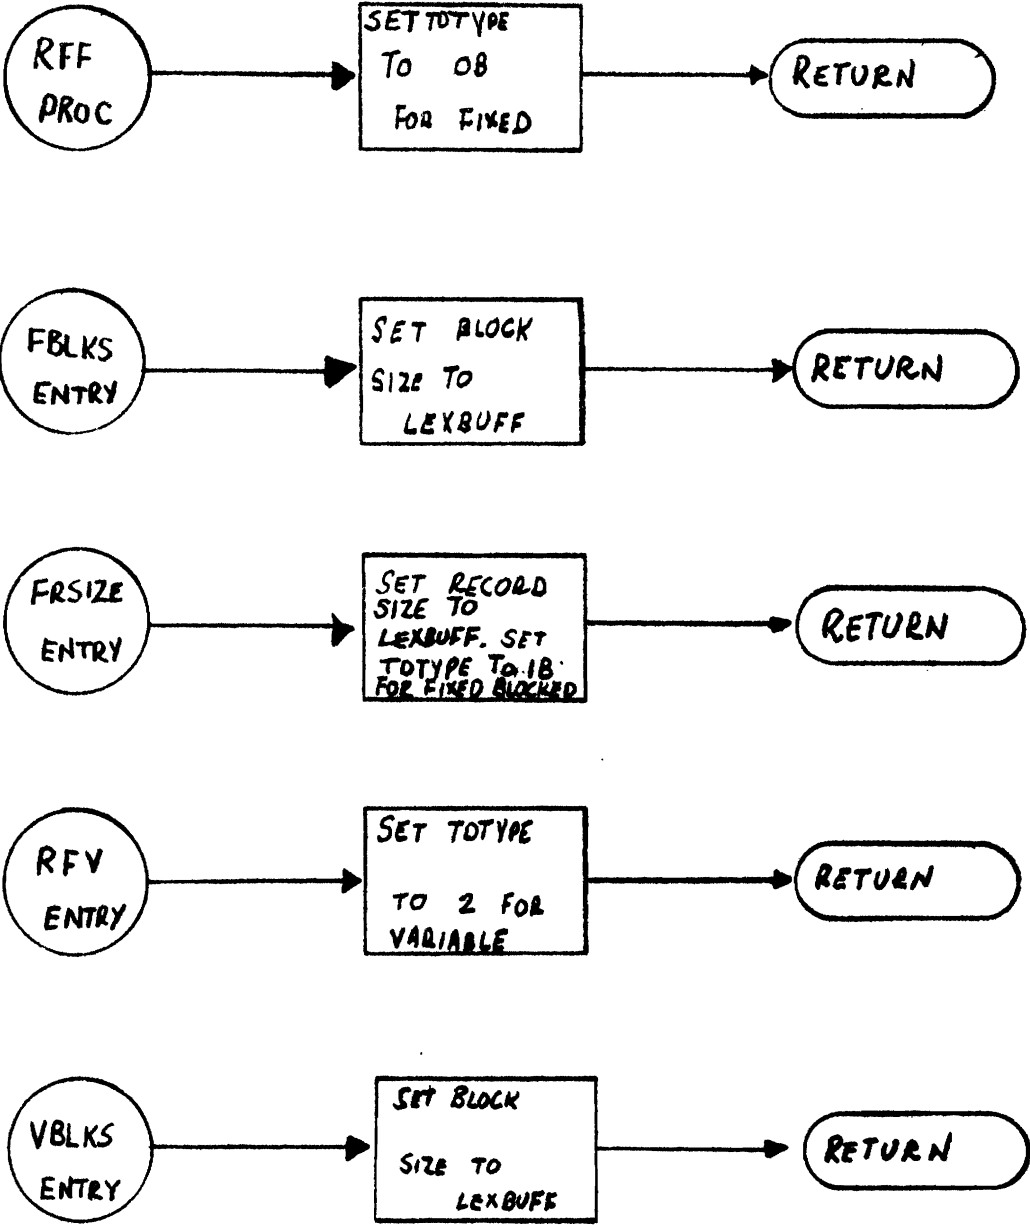 RFF
PROC
SET TOTYPE
TO 0B
FOR FIXED
RETURN
FBLKS
ENTRY
SET BLOCK
SIZE TO
LEXBUFF
RETURN
FRSIZE
ENTRY
SET RECORD
SIZE TO
LEXBUFF. SET
TOTYPE TO 1B
FOR FIXED BLOCKED
RETURN
RFV
ENTRY
SET TOTYPE
TO 2 FOR
VARIABLE
RETURN
VBLKS
ENTRY
SET BLOCK
SIZE TO
LEXBUFF
RETURN